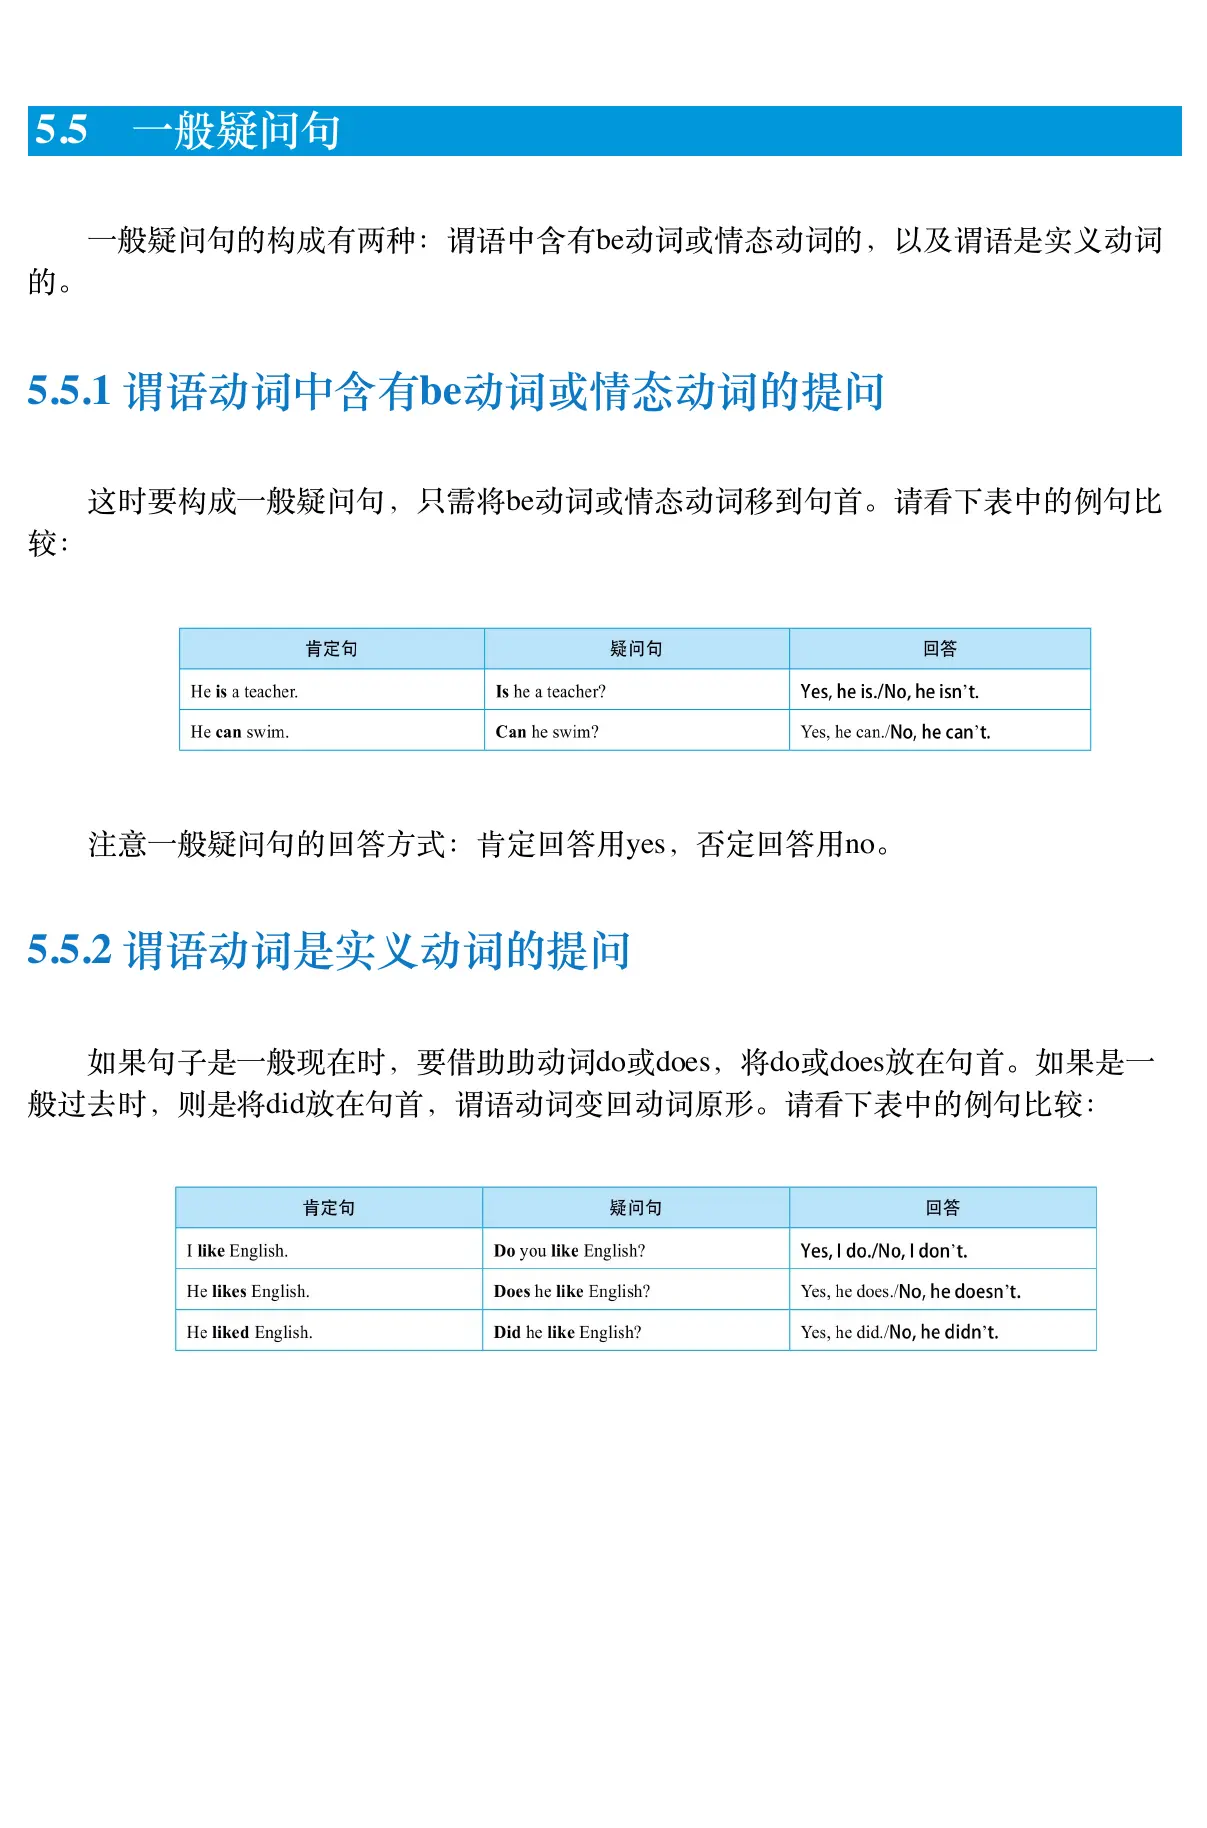 5.5 一般疑问句
一般疑问句的构成有两种：谓语中含有be动词或情态动词的，以及谓语是实义动词
的。
5.5.1 谓语动词中含有be动词或情态动词的提问
这时要构成一般疑问句，只需将be动词或情态动词移到句首。请看下表中的例句比
较：
肯定句 疑问句 回答
He is a teacher. Is he a teacher? Yes, he is./No, he isn’t.
He can swim. Can he swim? Yes, he can./No, he can’t.
注意一般疑问句的回答方式：肯定回答用yes，否定回答用no。
5.5.2 谓语动词是实义动词的提问
如果句子是一般现在时，要借助助动词do或does，将do或does放在句首。如果是一
般过去时，则是将did放在句首，谓语动词变回动词原形。请看下表中的例句比较：
肯定句 疑问句 回答
I like English. Do you like English? Yes, I do./No, I don’t.
He likes English. Does he like English? Yes, he does./No, he doesn’t.
He liked English. Did he like English? Yes, he did./No, he didn’t.